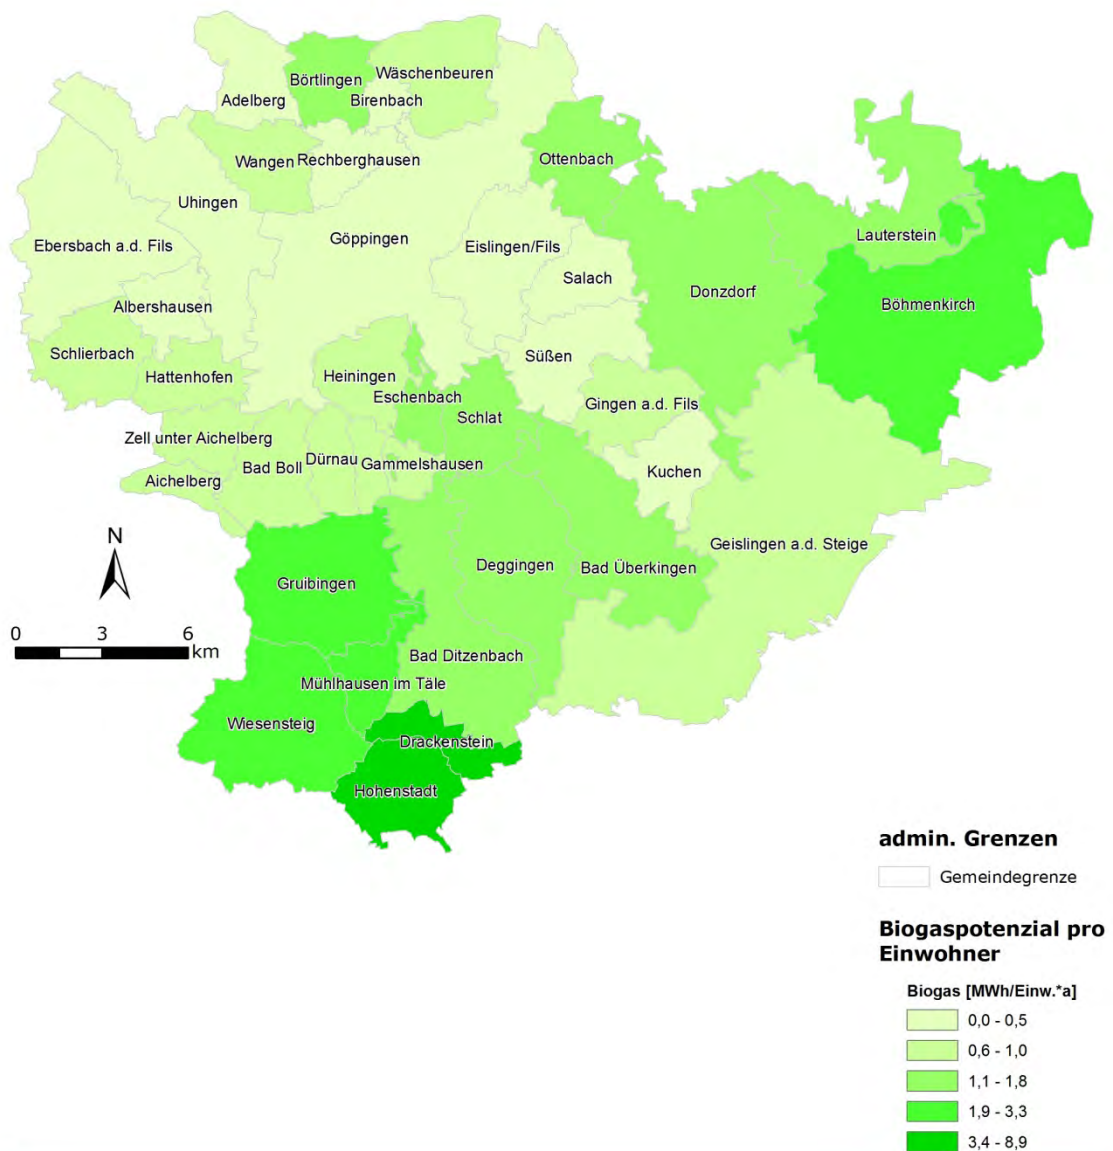 Wäschenbeuren
Börtlingen
Adelberg
Birenbach
Ottenbach
Wangen
Rechberghausen
Uhingen
Göppingen
Eislingen/Fils
Ebersbach a.d. Fils
Lauterstein
Salach
Donzdorf
Böhmenkirch
Albershausen
Schlierbach
Süßen
Hattenhofen
Heiningen
Eschenbach
Gingen a.d. Fils
Schlat
Zell unter Aichelberg
Dürnau
Bad Boll
Gammelshausen
Kuchen
Aichelberg
Geislingen a.d. Steige
N
Gruibingen
Deggingen
Bad Überkingen
0 3 6
km
Bad Ditzenbach
Mühlhausen im Täle
Wiesensteig
Drackenstein
Hohenstadt
admin. Grenzen
Gemeindegrenze
Biogaspotenzial pro
Einwohner
Biogas [MWh/Einw.*a]
0,0 - 0,5
0,6 - 1,0
1,1 - 1,8
1,9 - 3,3
3,4 - 8,9